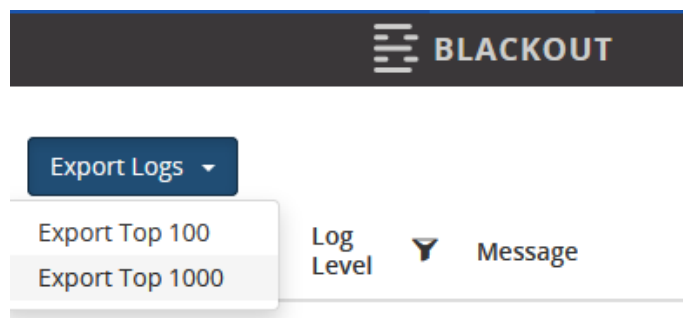 BLACKOUT
Export Logs
Export Top 100
Export Top 1000
Log
Level
Message